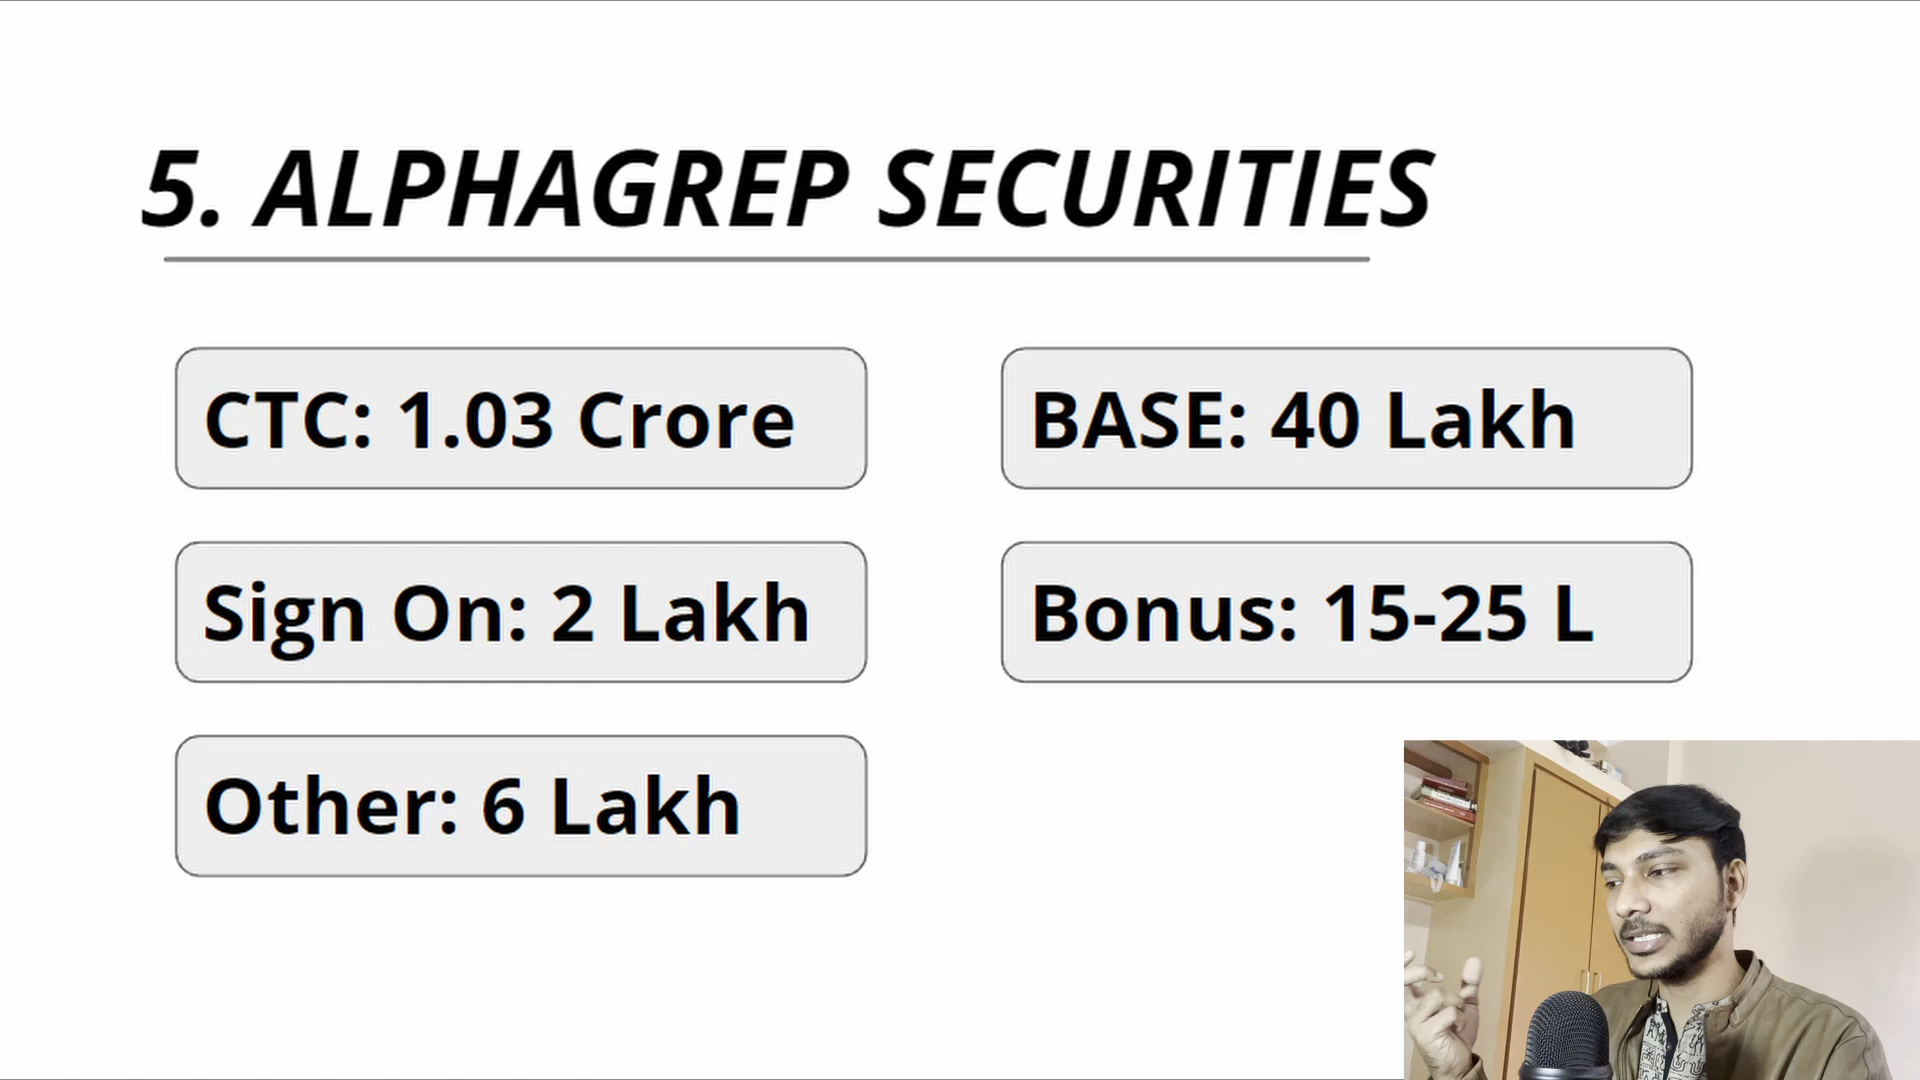 5. ALPHAGREP SECURITIES
CTC: 1.03 Crore
BASE: 40 Lakh
Sign On: 2 Lakh
Bonus: 15-25 L
Other: 6 Lakh